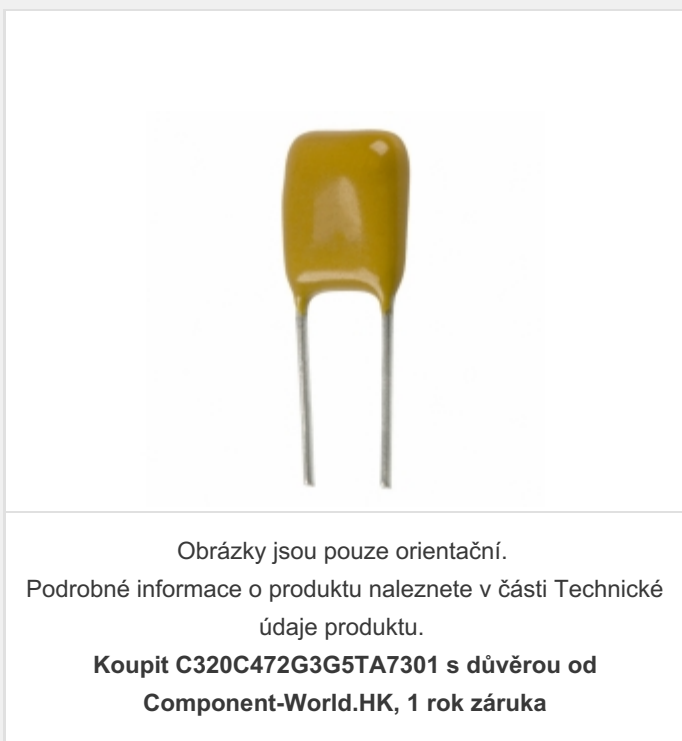 Obrázky jsou pouze orientační.
Podrobné informace o produktu naleznete v části Technické
údaje produktu.
Koupit C320C472G3G5TA7301 s důvěrou od
Component-World.HK, 1 rok záruka